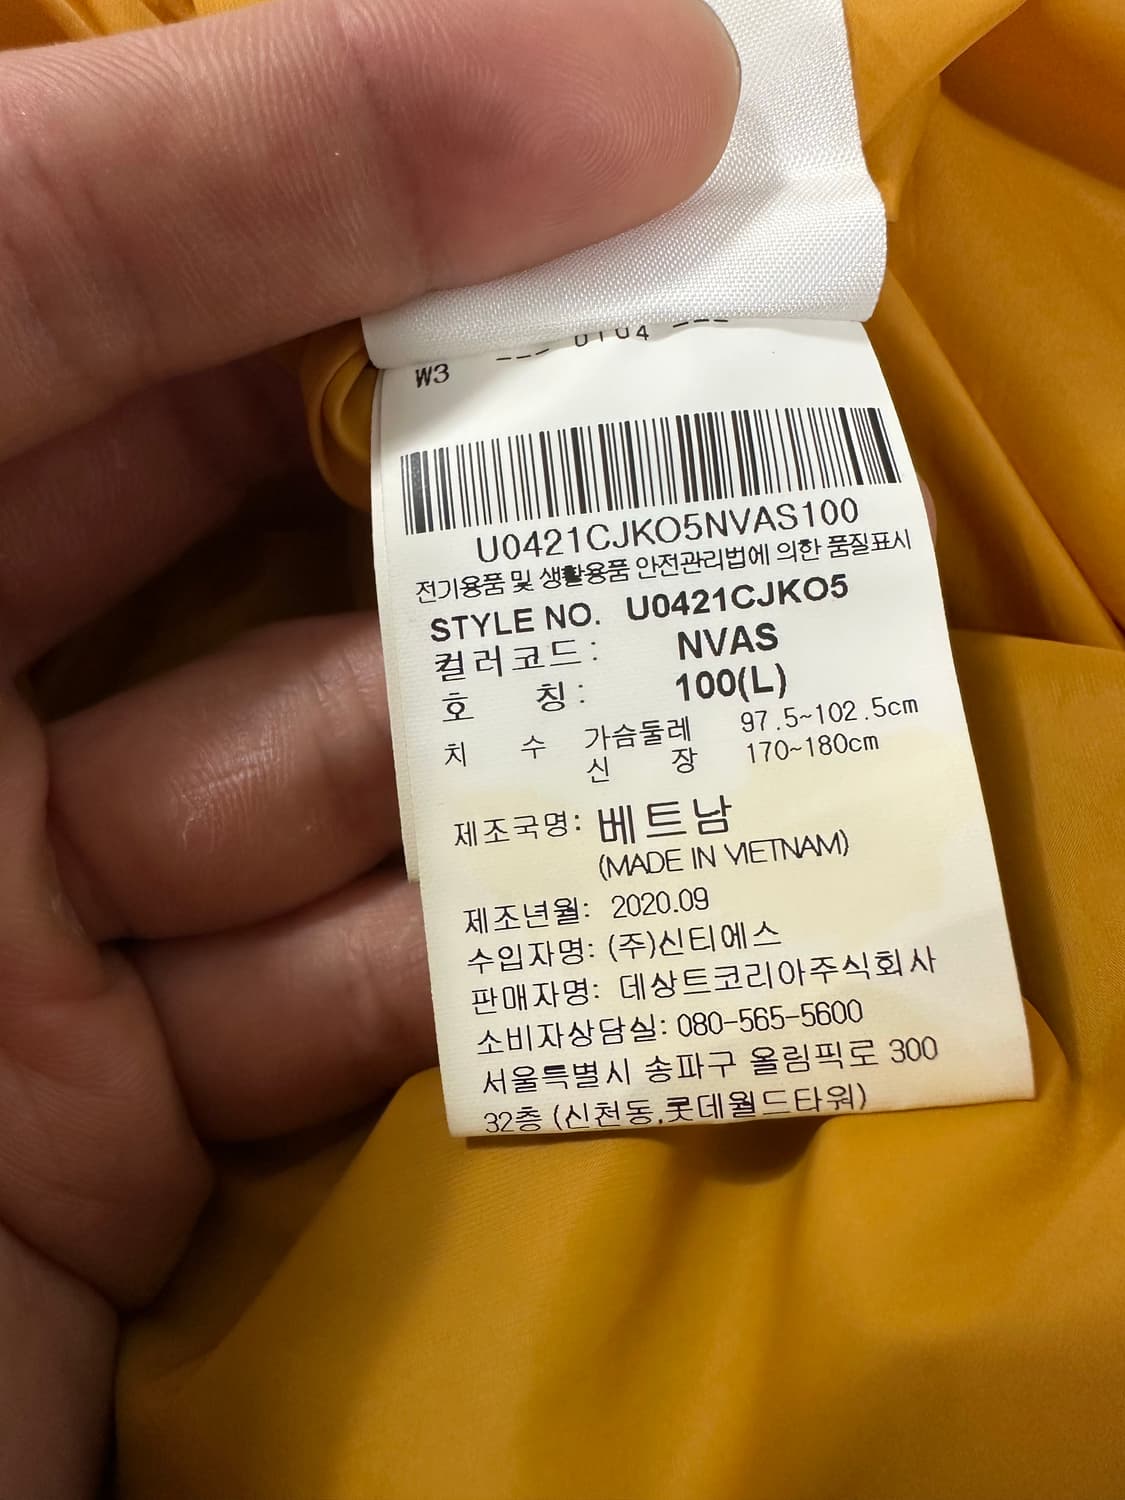 0104
W3
U0421CJKO5NVAS100
전기용품 및 생활용품 안전관리법에 의한 품질표시
STYLE NO. U0421CJKO5
컬러코드: NVAS
호 칭: 100(L)
치 수 가슴둘레 97.5~102.5cm
신 장 170~180cm
제조국명: 베트남
(MADE IN VIETNAM)
제조년월: 2020.09
수입자명: (주)신티에스
판매자명: 데상트코리아주식회사
소비자상담실: 080-565-5600
서울특별시 송파구 올림픽로 300
32층 (신천동,롯데월드타워)